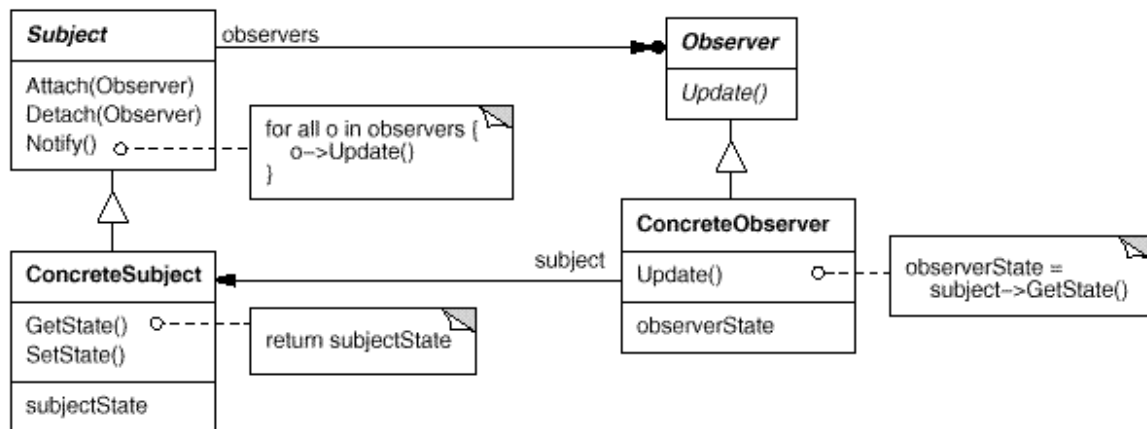 Subject
observers
Observer
Attach(Observer)
Detach(Observer)
Notify()
for all o in observers {
o->Update()
}
Update()
ConcreteSubject
GetState()
SetState()
subjectState
return subjectState
subject
ConcreteObserver
Update()
observerState
observerState =
subject->GetState()